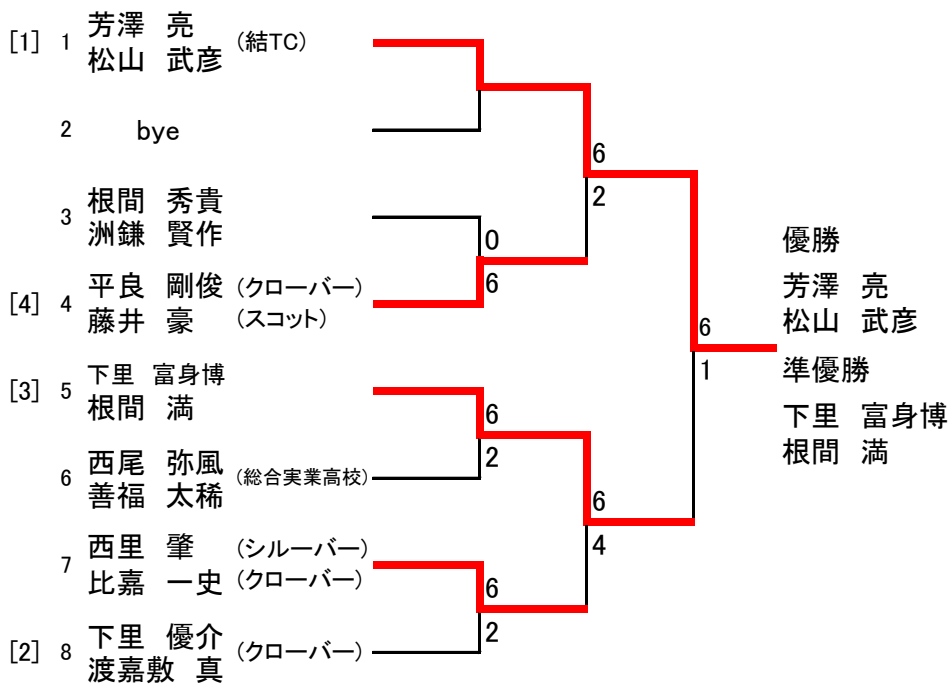 [1] 1 芳澤 亮 (結TC)
松山 武彦
2 bye
3 根間 秀貴
洲鎌 賢作
[4] 4 平良 剛俊 (クローバー)
藤井 豪 (スコット)
[3] 5 下里 富身博
根間 満
6 西尾 弥風 (総合実業高校)
善福 太稀
7 西里 肇 (シルーバー)
比嘉 一史 (クローバー)
[2] 8 下里 優介 (クローバー)
渡嘉敷 真
0
6
6
2
6
2
6
2
6
4
6
1
優勝
芳澤 亮
松山 武彦
準優勝
下里 富身博
根間 満